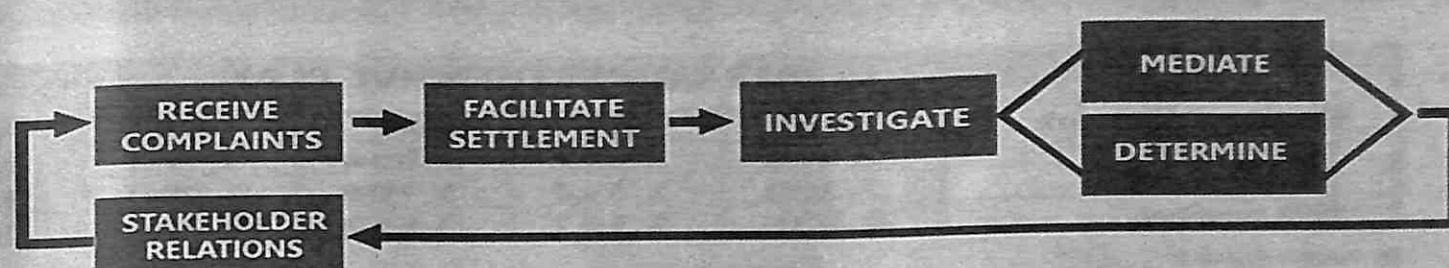 RECEIVE
COMPLAINTS
FACILITATE
SETTLEMENT
INVESTIGATE
MEDIATE
DETERMINE
STAKEHOLDER
RELATIONS